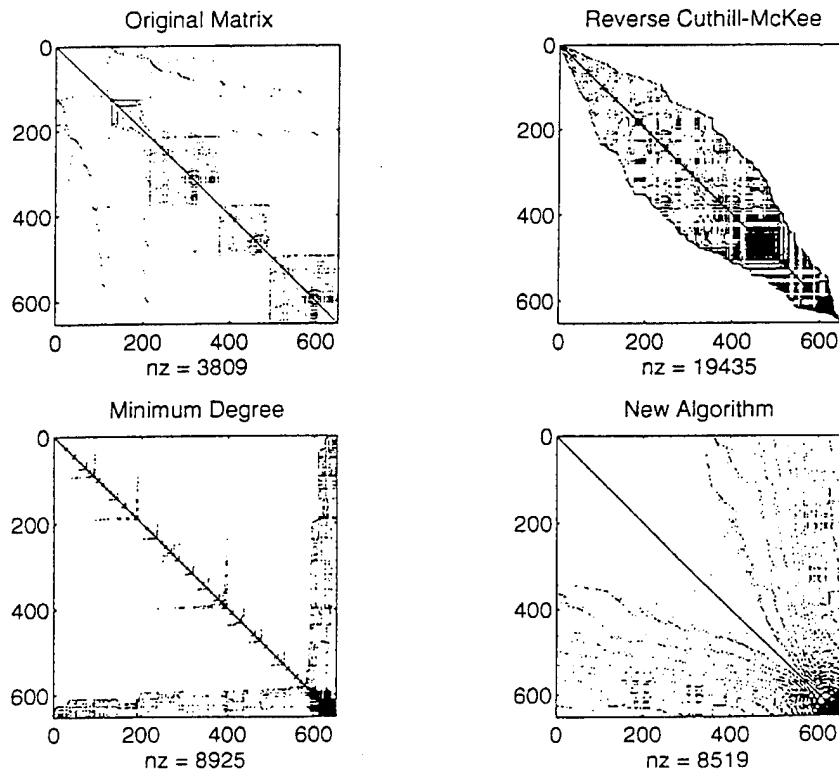 Original Matrix
0
200
400
600
0 200 400 600
nz = 3809
Reverse Cuthill-McKee
0
200
400
600
0 200 400 600
nz = 19435
Minimum Degree
0
200
400
600
0 200 400 600
nz = 8925
New Algorithm
0
200
400
600
0 200 400 600
nz = 8519